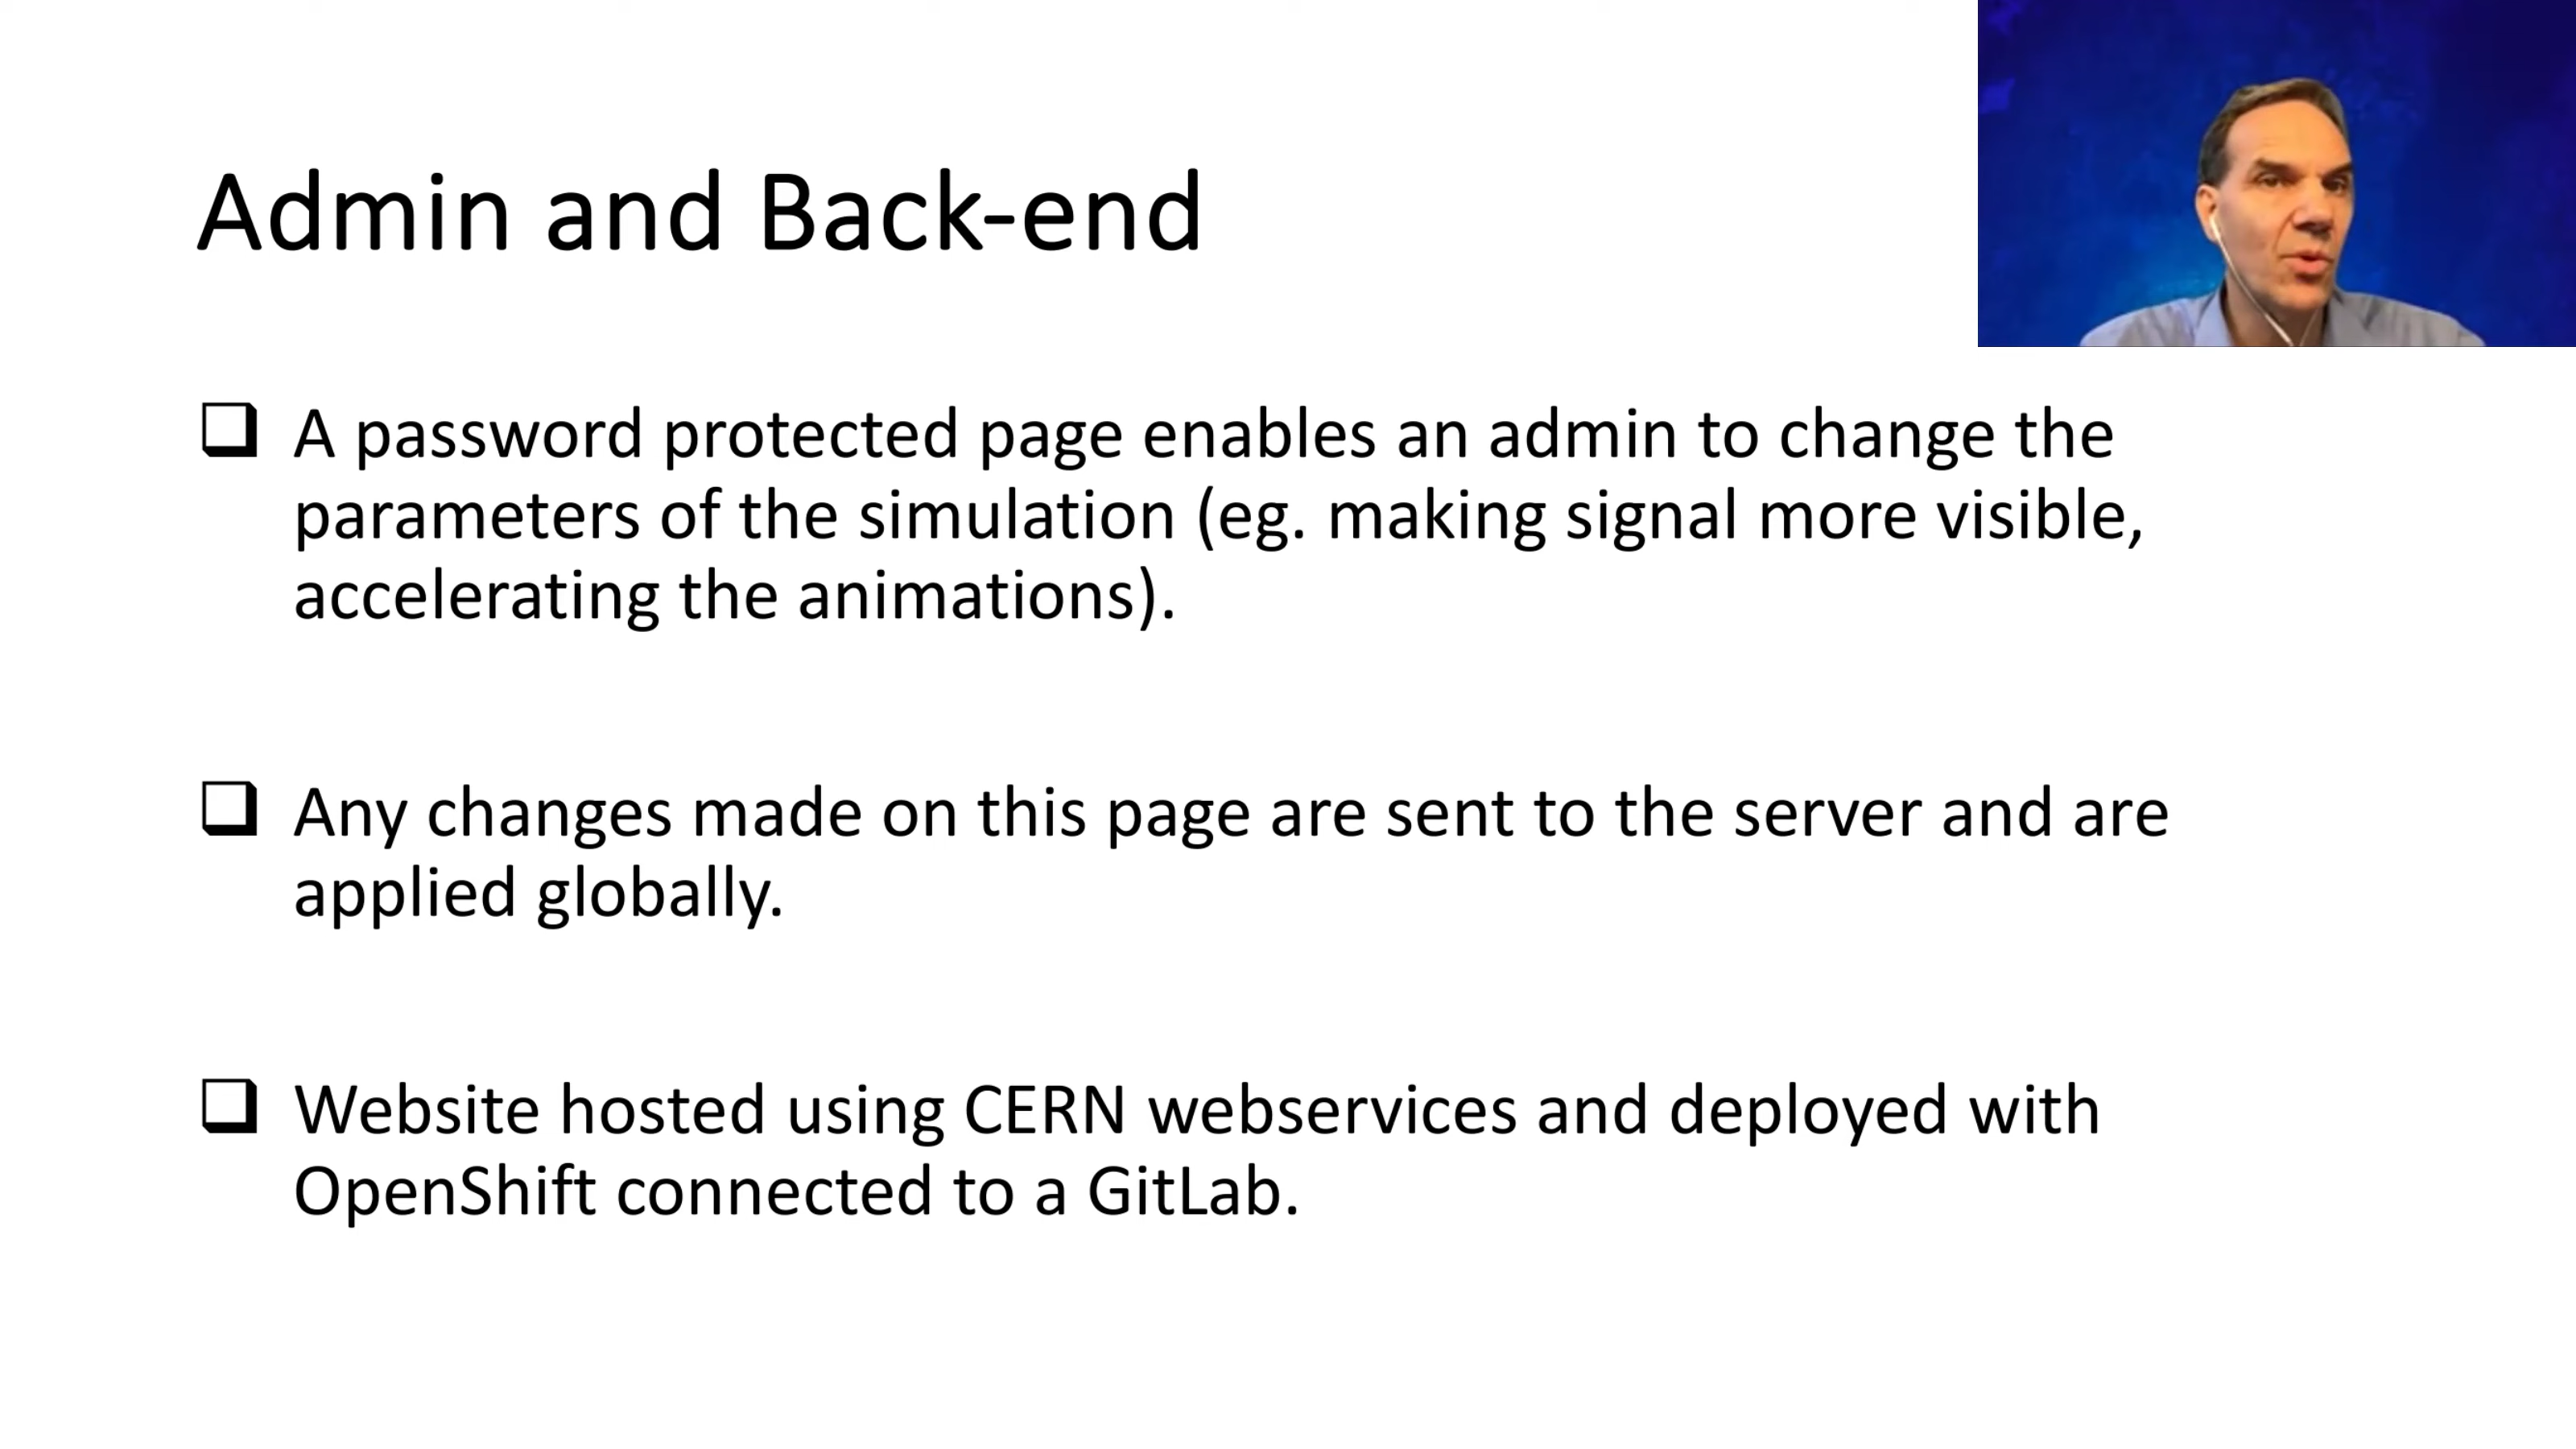 Admin and Back-end
A password protected page enables an admin to change the
parameters of the simulation (eg. making signal more visible,
accelerating the animations).
Any changes made on this page are sent to the server and are
applied globally.
Website hosted using CERN webservices and deployed with
OpenShift connected to a GitLab.